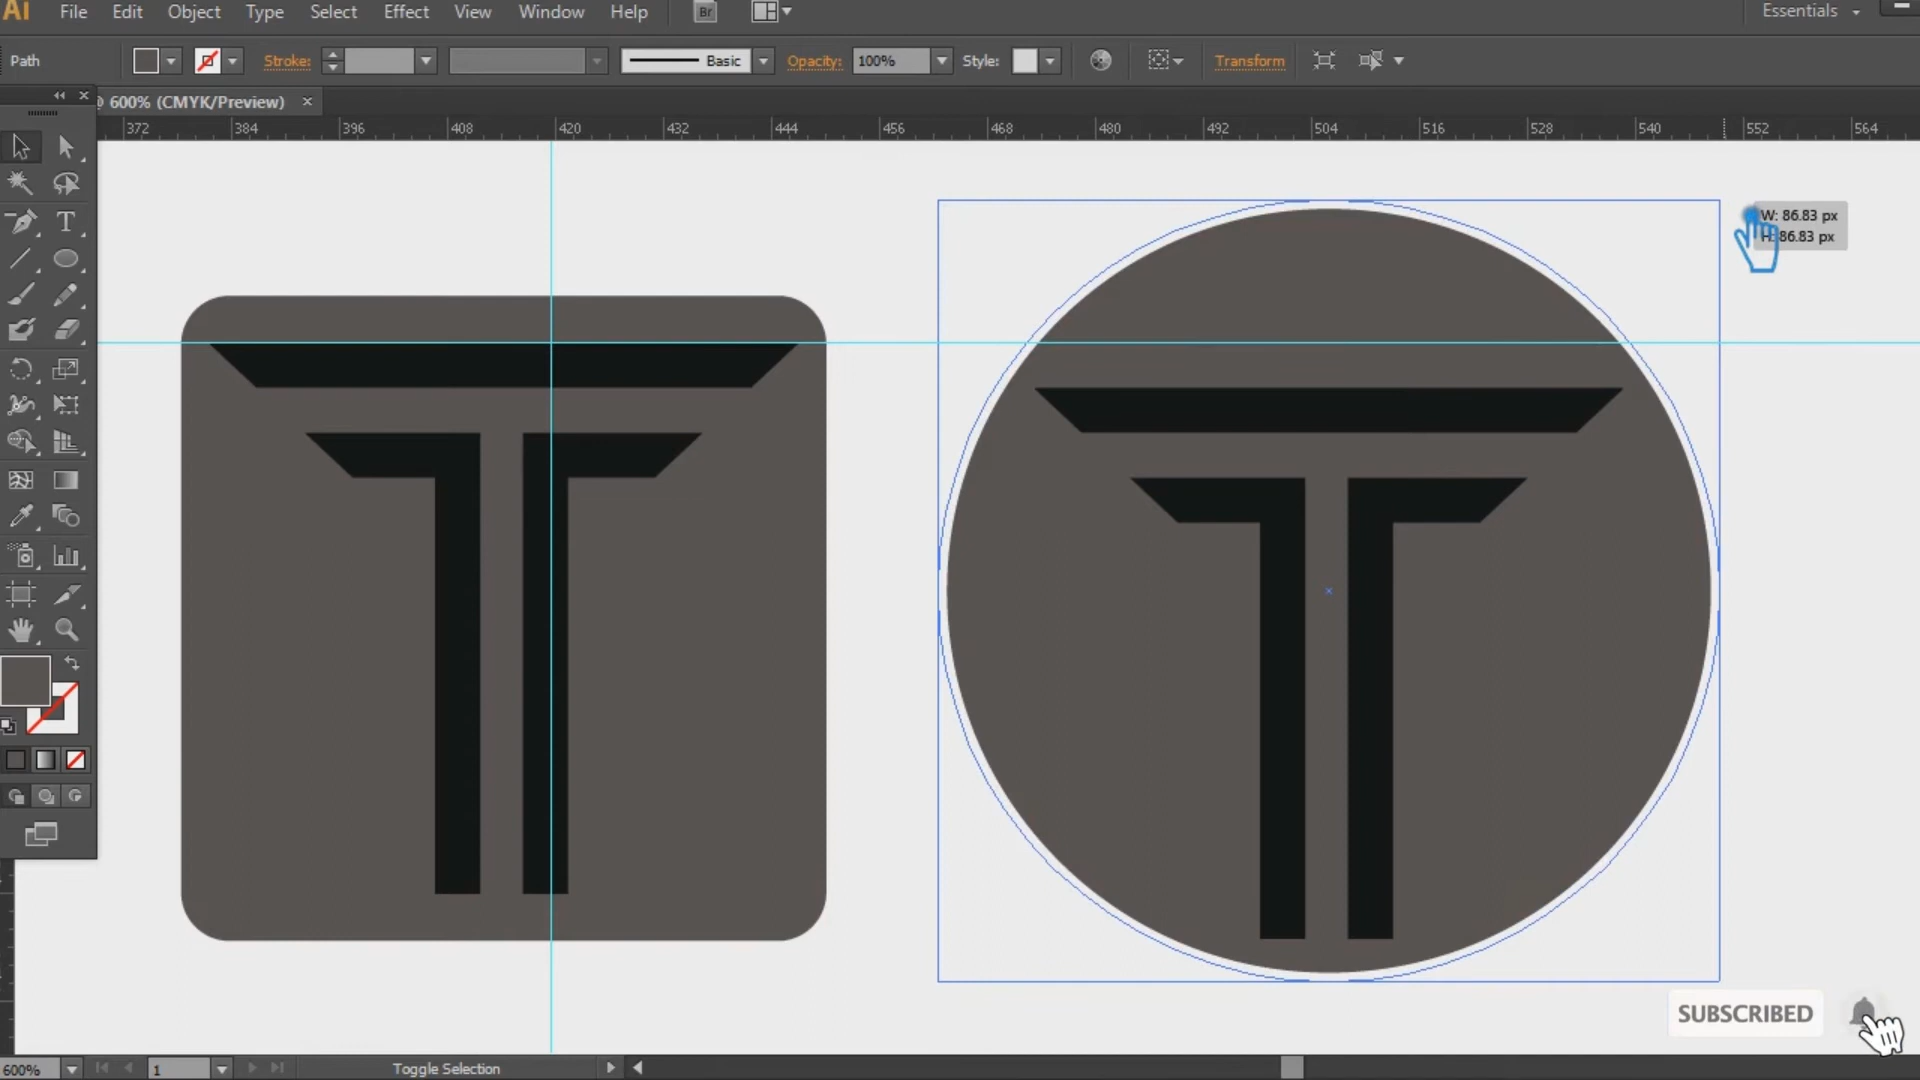 Ai File Edit Object Type Select Effect View Window Help Br Essentials
Path Stroke: Basic Opacity: 100% Style: Transform
@ 600% (CMYK/Preview) ×
372 384 396 408 420 432 444 456 468 480 492 504 516 528 540 552 564
W: 86.83 px
H: 86.83 px
T
SUBSCRIBED
600% 1 Toggle Selection